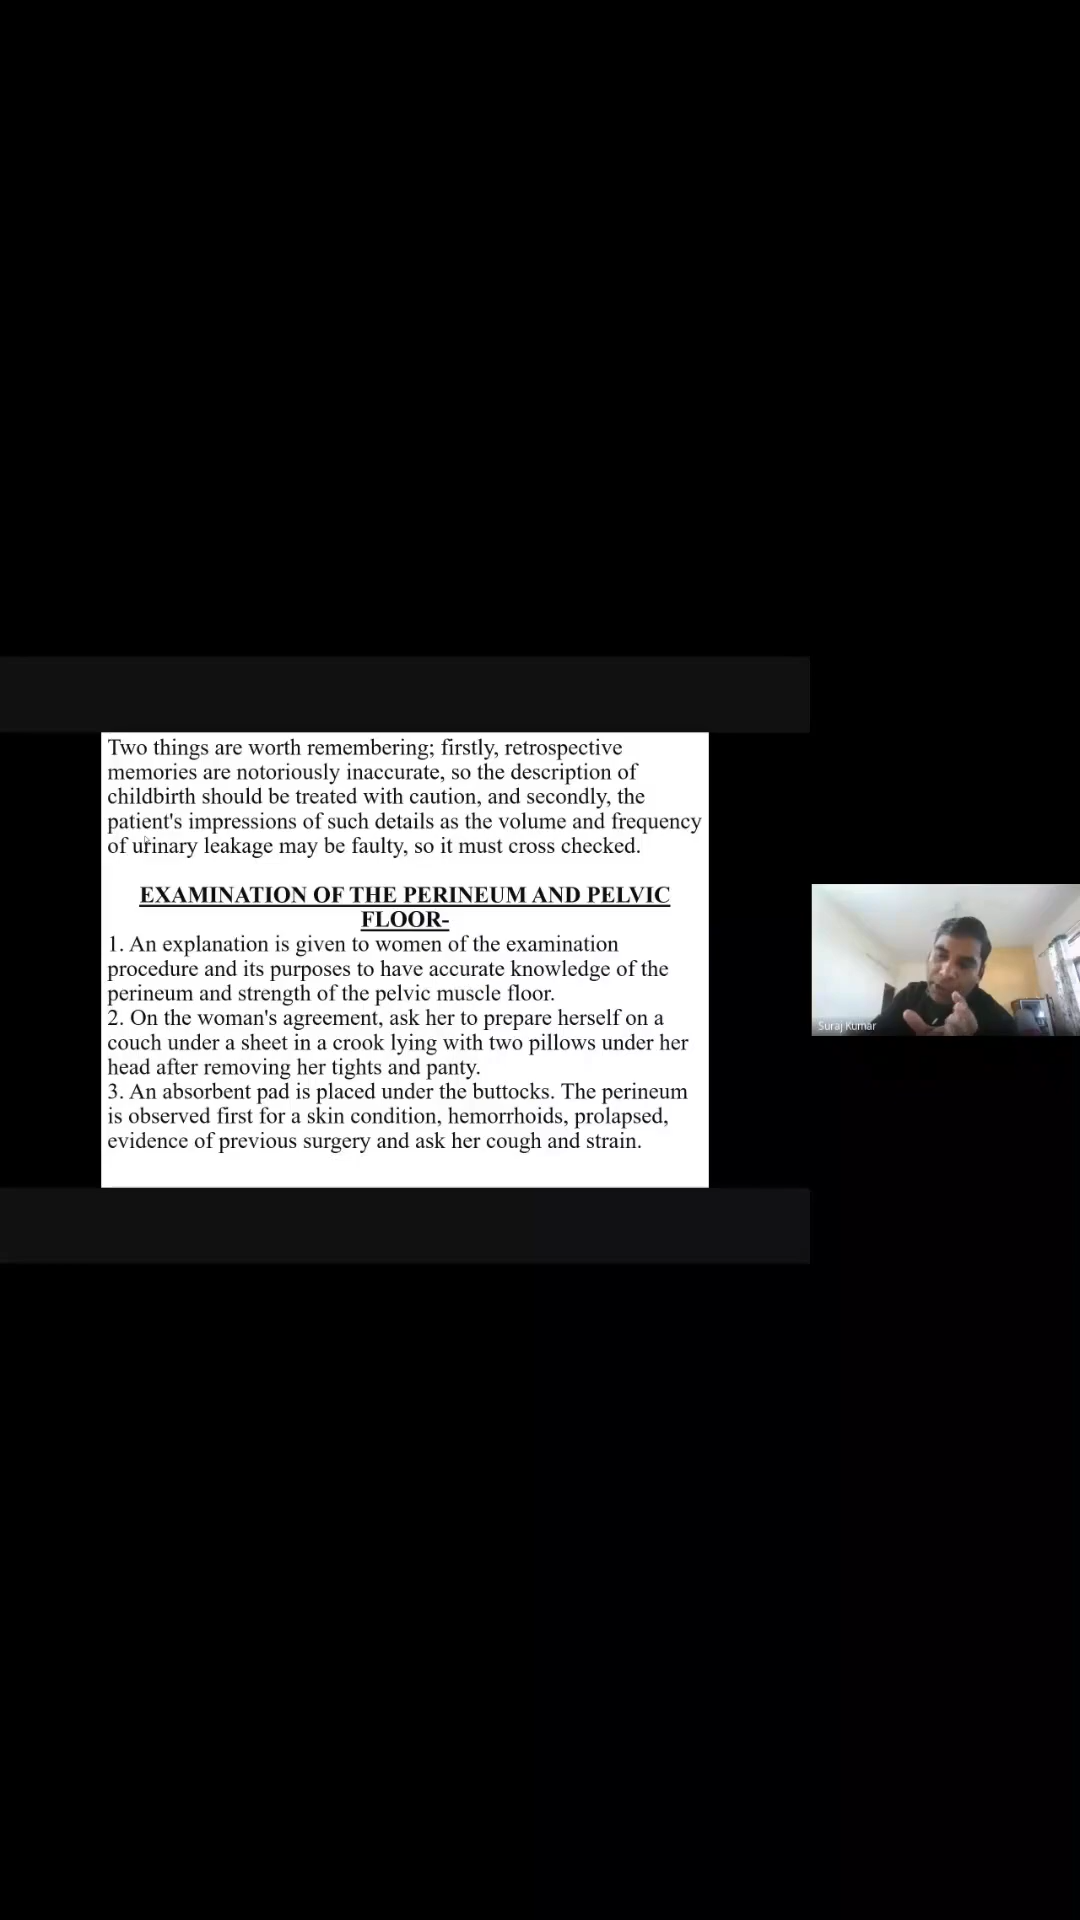 Two things are worth remembering; firstly, retrospective
memories are notoriously inaccurate, so the description of
childbirth should be treated with caution, and secondly, the
patient's impressions of such details as the volume and frequency
of urinary leakage may be faulty, so it must cross checked.
EXAMINATION OF THE PERINEUM AND PELVIC
FLOOR-
1. An explanation is given to women of the examination
procedure and its purposes to have accurate knowledge of the
perineum and strength of the pelvic muscle floor.
2. On the woman's agreement, ask her to prepare herself on a
couch under a sheet in a crook lying with two pillows under her
head after removing her tights and panty.
3. An absorbent pad is placed under the buttocks. The perineum
is observed first for a skin condition, hemorrhoids, prolapsed,
evidence of previous surgery and ask her cough and strain.
Suraj Kumar